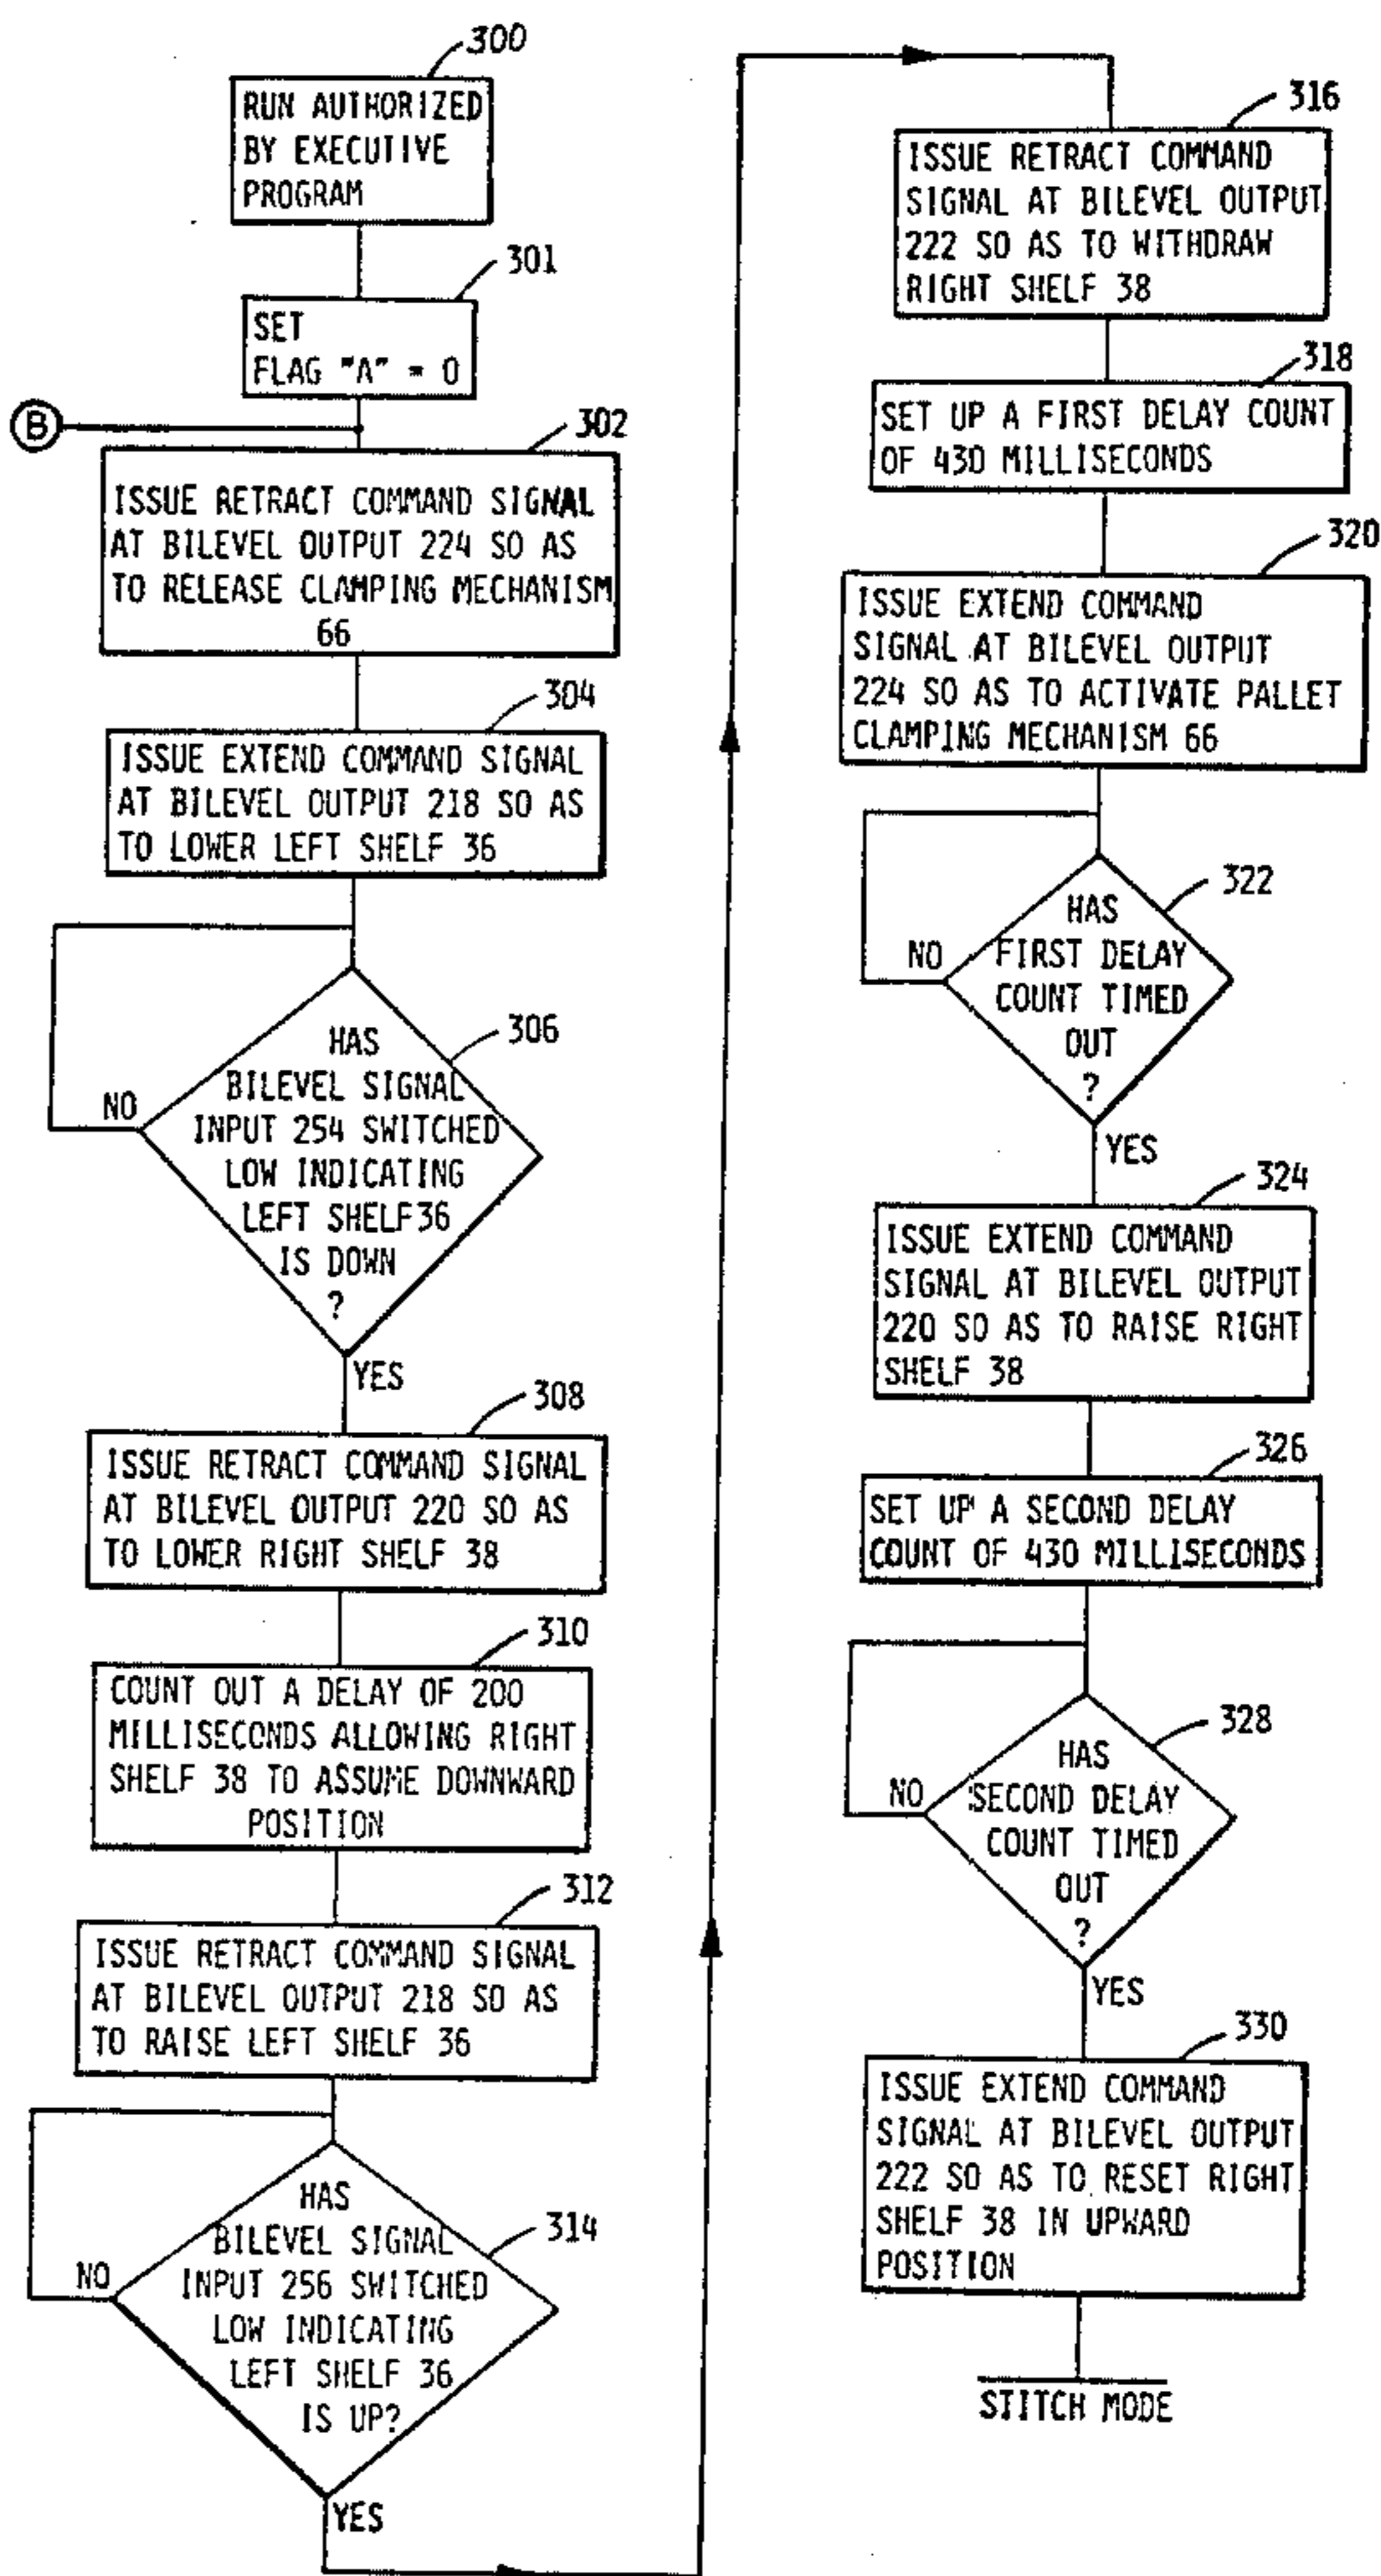 300
RUN AUTHORIZED
BY EXECUTIVE
PROGRAM
301
SET
FLAG "A" = 0
B
302
ISSUE RETRACT COMMAND SIGNAL
AT BILEVEL OUTPUT 224 SO AS
TO RELEASE CLAMPING MECHANISM
66
304
ISSUE EXTEND COMMAND SIGNAL
AT BILEVEL OUTPUT 218 SO AS
TO LOWER LEFT SHELF 36
306
HAS
BILEVEL SIGNAL
INPUT 254 SWITCHED
LOW INDICATING
LEFT SHELF 36
IS DOWN
?
NO
YES
308
ISSUE RETRACT COMMAND SIGNAL
AT BILEVEL OUTPUT 220 SO AS
TO LOWER RIGHT SHELF 38
310
COUNT OUT A DELAY OF 200
MILLISECONDS ALLOWING RIGHT
SHELF 38 TO ASSUME DOWNWARD
POSITION
312
ISSUE RETRACT COMMAND SIGNAL
AT BILEVEL OUTPUT 218 SO AS
TO RAISE LEFT SHELF 36
314
HAS
BILEVEL SIGNAL
INPUT 256 SWITCHED
LOW INDICATING
LEFT SHELF 36
IS UP?
NO
YES
316
ISSUE RETRACT COMMAND
SIGNAL AT BILEVEL OUTPUT
222 SO AS TO WITHDRAW
RIGHT SHELF 38
318
SET UP A FIRST DELAY COUNT
OF 430 MILLISECONDS
320
ISSUE EXTEND COMMAND
SIGNAL AT BILEVEL OUTPUT
224 SO AS TO ACTIVATE PALLET
CLAMPING MECHANISM 66
322
HAS
FIRST DELAY
COUNT TIMED
OUT
?
NO
YES
324
ISSUE EXTEND COMMAND
SIGNAL AT BILEVEL OUTPUT
220 SO AS TO RAISE RIGHT
SHELF 38
326
SET UP A SECOND DELAY
COUNT OF 430 MILLISECONDS
328
HAS
SECOND DELAY
COUNT TIMED
OUT
?
NO
YES
330
ISSUE EXTEND COMMAND
SIGNAL AT BILEVEL OUTPUT
222 SO AS TO RESET RIGHT
SHELF 38 IN UPWARD
POSITION
STITCH MODE